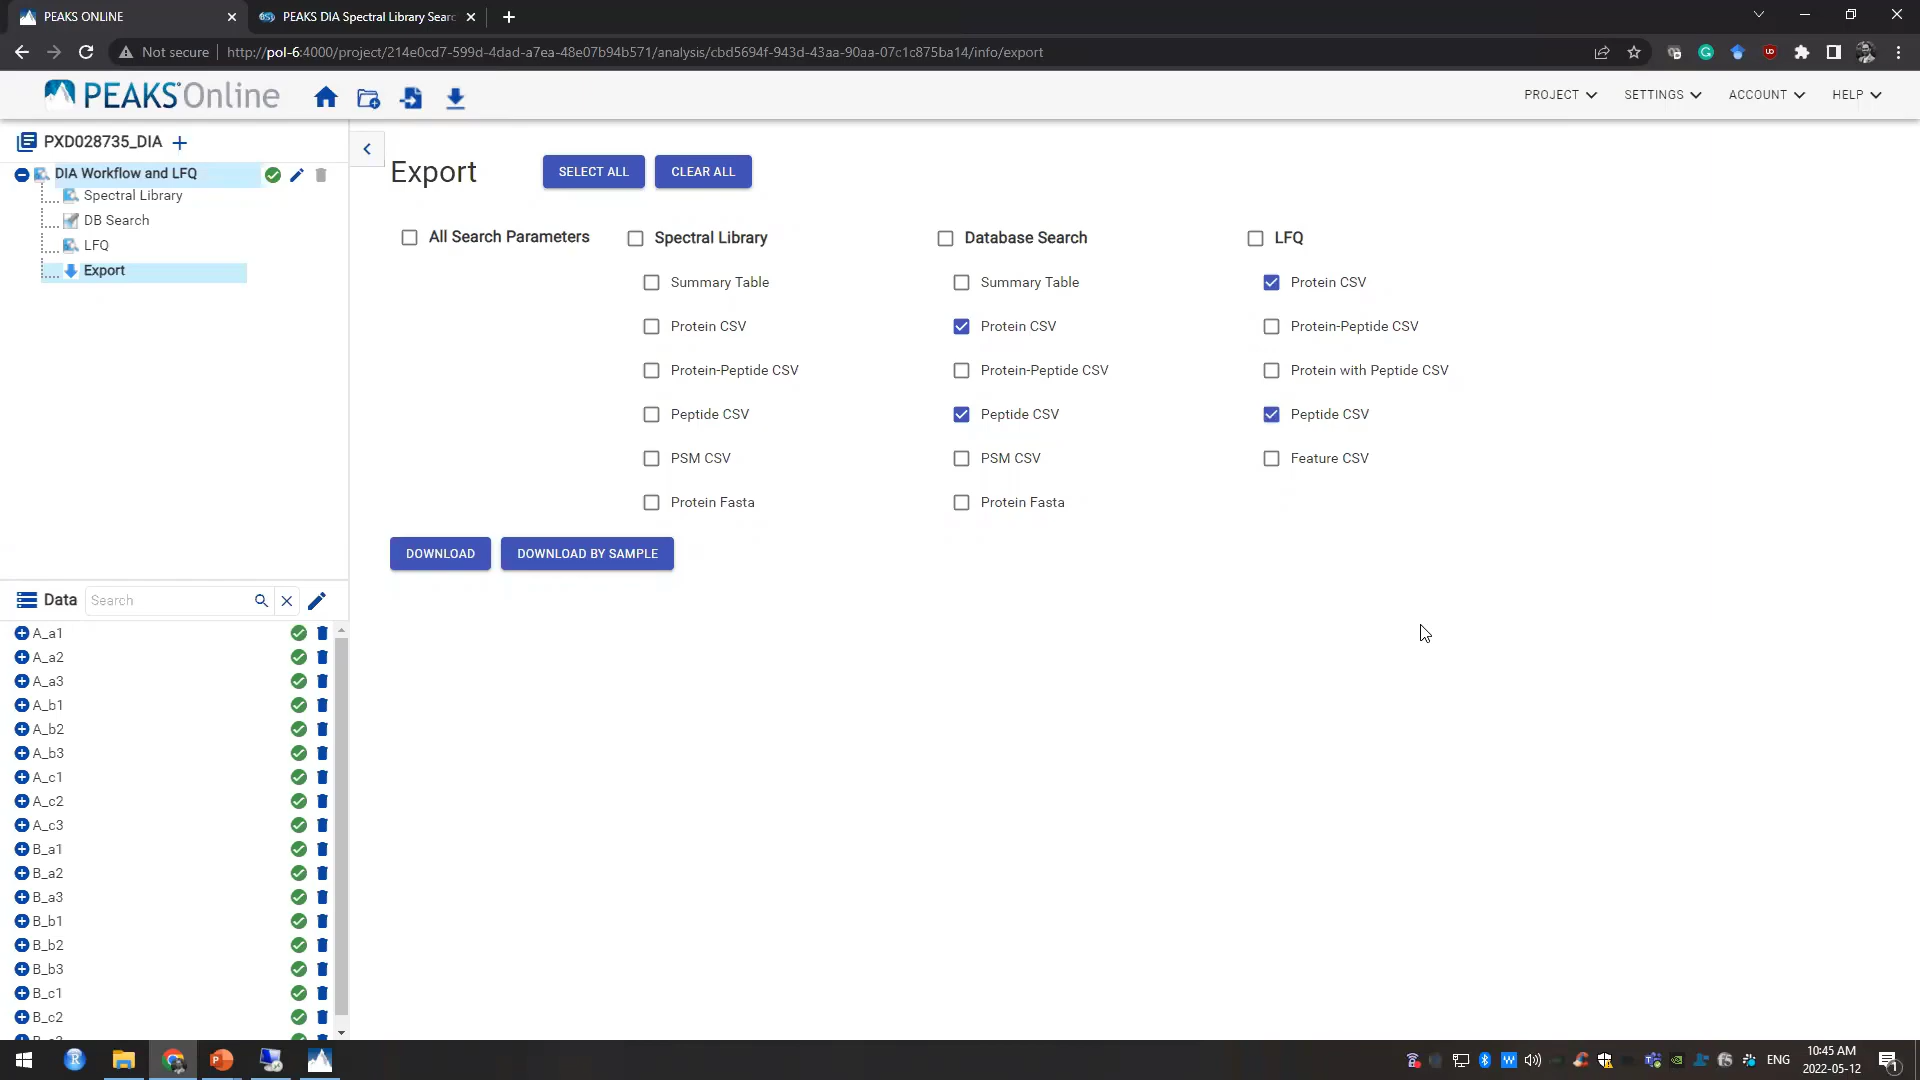 PEAKS ONLINE
PEAKS DIA Spectral Library Searc
Not secure
http://pol-6:4000/project/214e0cd7-599d-4dad-a7ea-48e07b94b571/analysis/cbd5694f-943d-43aa-90aa-07c1c875ba14/info/export
PEAKS Online
PROJECT
SETTINGS
ACCOUNT
HELP
PXD028735_DIA
DIA Workflow and LFQ
Spectral Library
DB Search
LFQ
Export
Export
SELECT ALL
CLEAR ALL
All Search Parameters
Spectral Library
Summary Table
Protein CSV
Protein-Peptide CSV
Peptide CSV
PSM CSV
Protein Fasta
Database Search
Summary Table
Protein CSV
Protein-Peptide CSV
Peptide CSV
PSM CSV
Protein Fasta
LFQ
Protein CSV
Protein-Peptide CSV
Protein with Peptide CSV
Peptide CSV
Feature CSV
DOWNLOAD
DOWNLOAD BY SAMPLE
Data
Search
A_a1
A_a2
A_a3
A_b1
A_b2
A_b3
A_c1
A_c2
A_c3
B_a1
B_a2
B_a3
B_b1
B_b2
B_b3
B_c1
B_c2
ENG
10:45 AM
2022-05-12